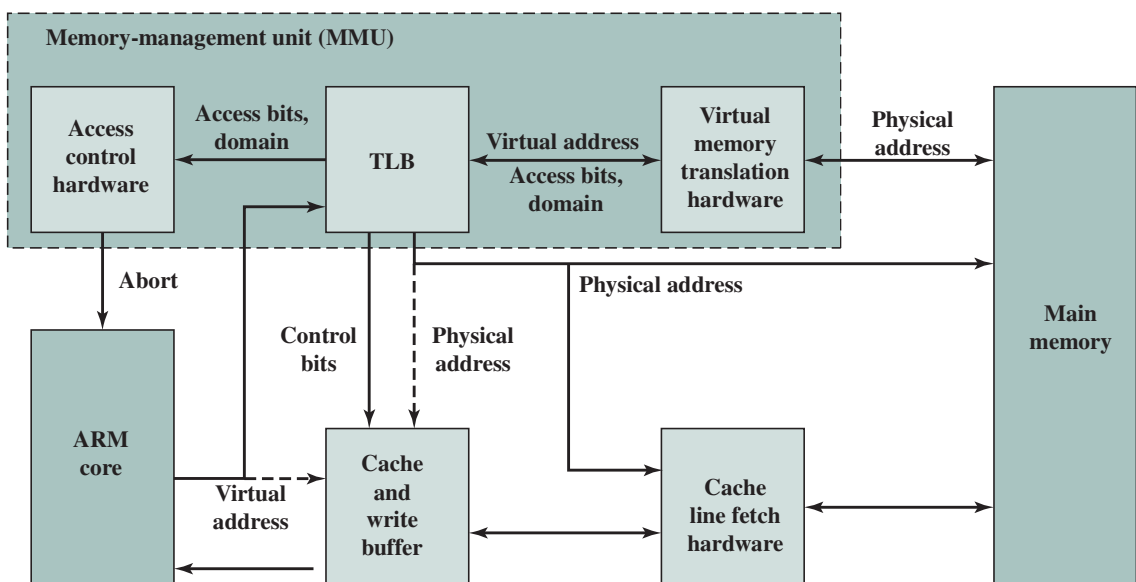 Memory-management unit (MMU)
Access
control
hardware
Access bits,
domain
TLB
Virtual address
Access bits,
domain
Virtual
memory
translation
hardware
Physical
address
Main
memory
Abort
Control
bits
Physical
address
Physical address
ARM
core
Virtual
address
Cache
and
write
buffer
Cache
line fetch
hardware